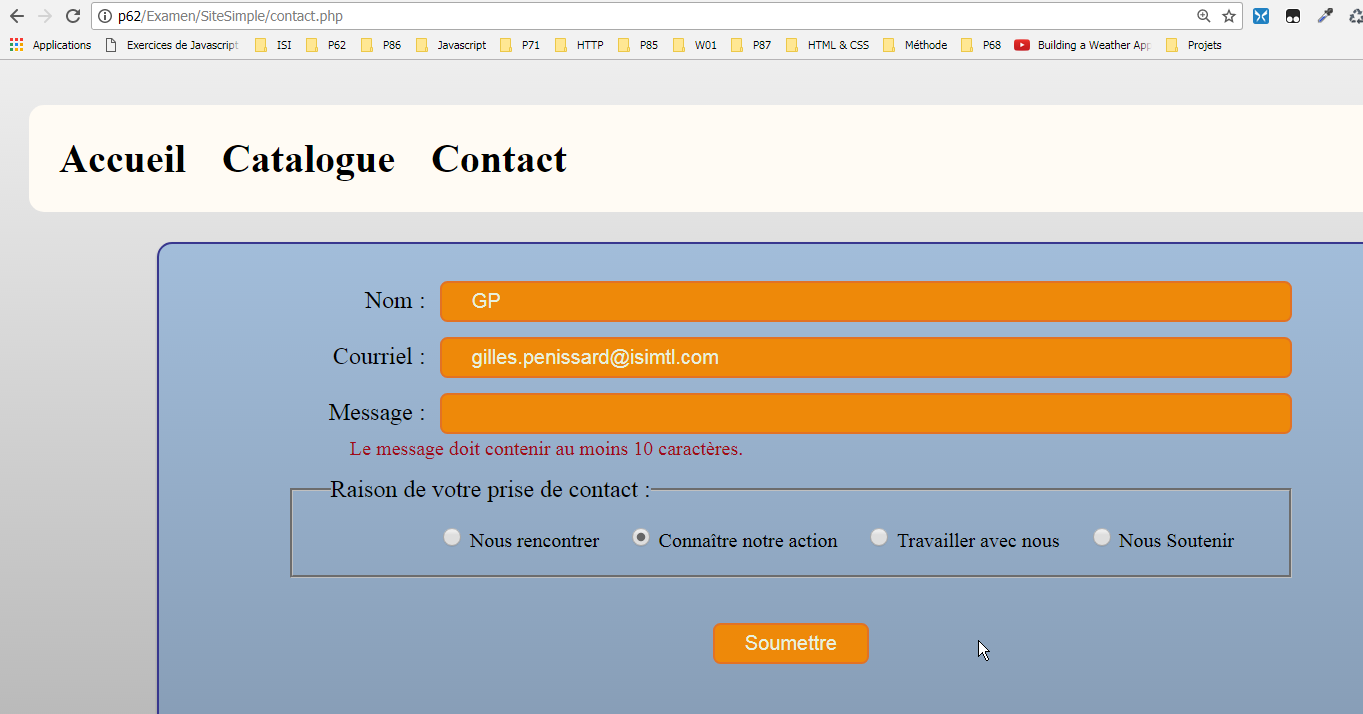 p62/Examen/SiteSimple/contact.php
Applications Exercices de Javascript ISI P62 P86 Javascript P71 HTTP P85 W01 P87 HTML & CSS Méthode P68 Building a Weather App Projets
Accueil Catalogue Contact
Nom : GP
Courriel : gilles.penissard@isimtl.com
Message :
Le message doit contenir au moins 10 caractères.
Raison de votre prise de contact :
Nous rencontrer Connaître notre action Travailler avec nous Nous Soutenir
Soumettre